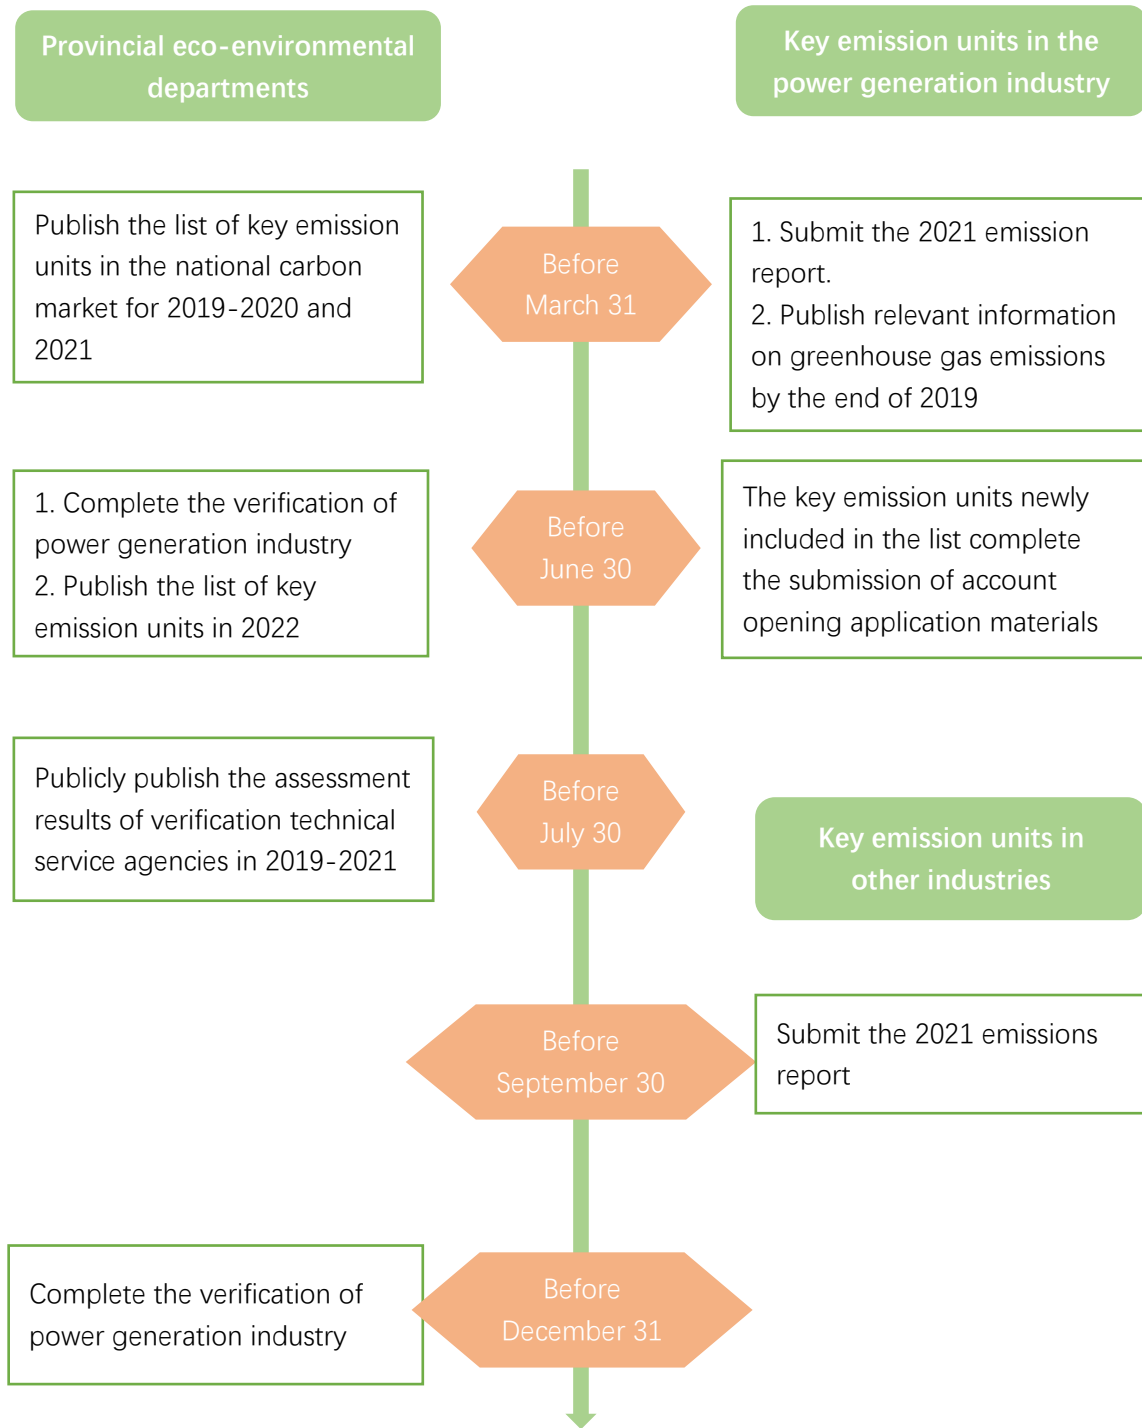 Provincial eco-environmental
departments
Key emission units in the
power generation industry
Publish the list of key emission
units in the national carbon
market for 2019-2020 and
2021
Before
March 31
1. Submit the 2021 emission
report.
2. Publish relevant information
on greenhouse gas emissions
by the end of 2019
1. Complete the verification of
power generation industry
2. Publish the list of key
emission units in 2022
Before
June 30
The key emission units newly
included in the list complete
the submission of account
opening application materials
Publicly publish the assessment
results of verification technical
service agencies in 2019-2021
Before
July 30
Key emission units in
other industries
Before
September 30
Submit the 2021 emissions
report
Complete the verification of
power generation industry
Before
December 31